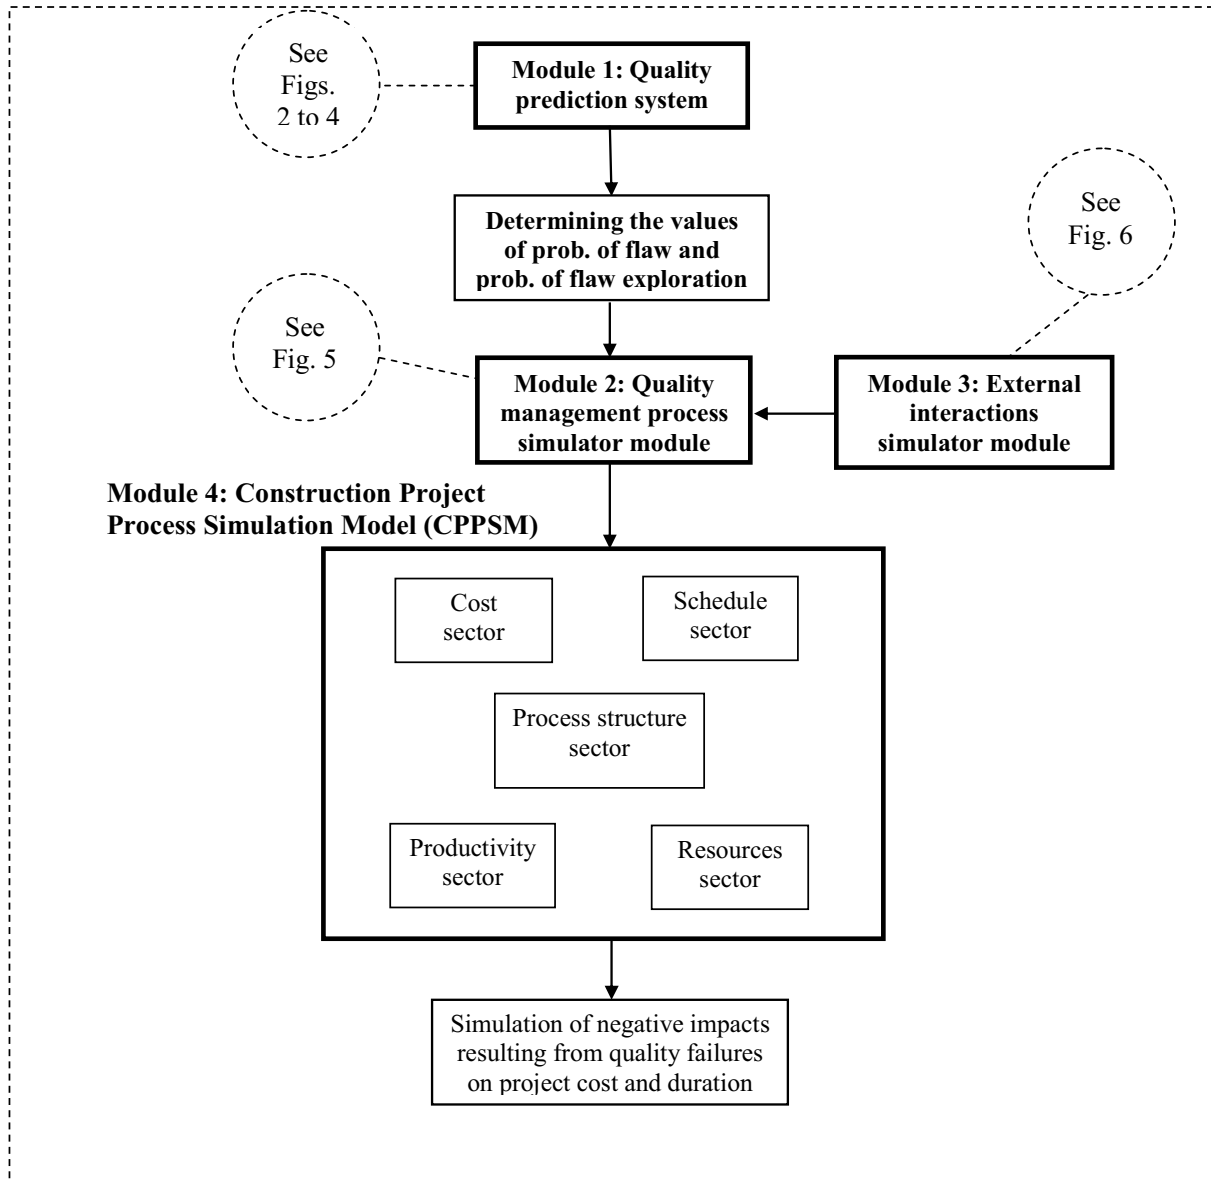 See
Figs.
2 to 4
Module 1: Quality
prediction system
Determining the values
of prob. of flaw and
prob. of flaw exploration
See
Fig. 6
See
Fig. 5
Module 2: Quality
management process
simulator module
Module 3: External
interactions
simulator module
Module 4: Construction Project
Process Simulation Model (CPPSM)
Cost
sector
Schedule
sector
Process structure
sector
Productivity
sector
Resources
sector
Simulation of negative impacts
resulting from quality failures
on project cost and duration